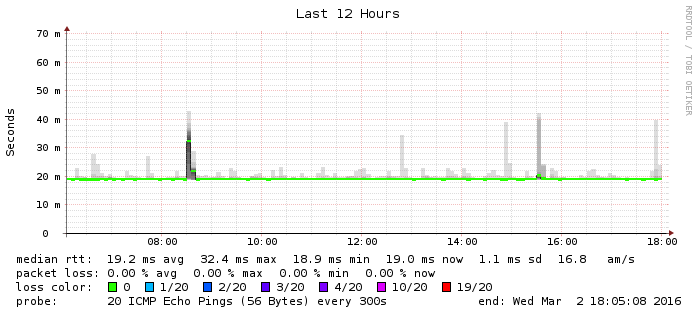 Last 12 Hours
RRDTOOL / TOBI OETIKER
Seconds
70 m
60 m
50 m
40 m
30 m
20 m
10 m
0
08:00 10:00 12:00 14:00 16:00 18:00
median rtt: 19.2 ms avg 32.4 ms max 18.9 ms min 19.0 ms now 1.1 ms sd 16.8 am/s
packet loss: 0.00 % avg 0.00 % max 0.00 % min 0.00 % now
loss color: 0 1/20 2/20 3/20 4/20 10/20 19/20
probe: 20 ICMP Echo Pings (56 Bytes) every 300s end: Wed Mar 2 18:05:08 2016